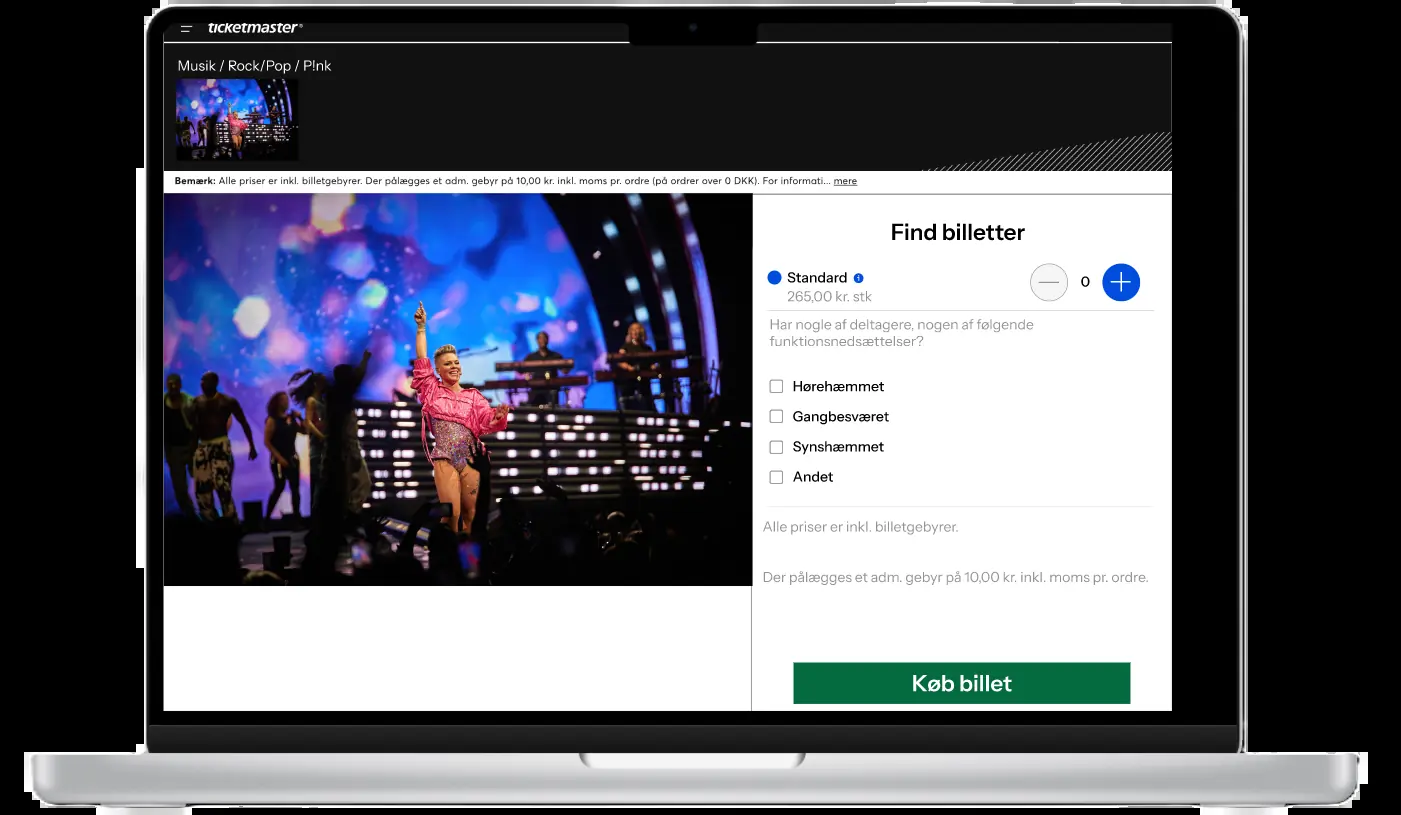 ticketmaster®
Musik / Rock/Pop / P!nk
Bemærk: Alle priser er inkl. billetgebyrer. Der pålægges et adm. gebyr på 10,00 kr. inkl. moms pr. ordre (på ordrer over 0 DKK). For informati... mere
Find billetter
Standard i
265,00 kr. stk
0
Har nogle af deltagere, nogen af følgende
funktionsnedsættelser?
Hørehæmmet
Gangbesværet
Synshæmmet
Andet
Alle priser er inkl. billetgebyrer.
Der pålægges et adm. gebyr på 10,00 kr. inkl. moms pr. ordre.
Køb billet